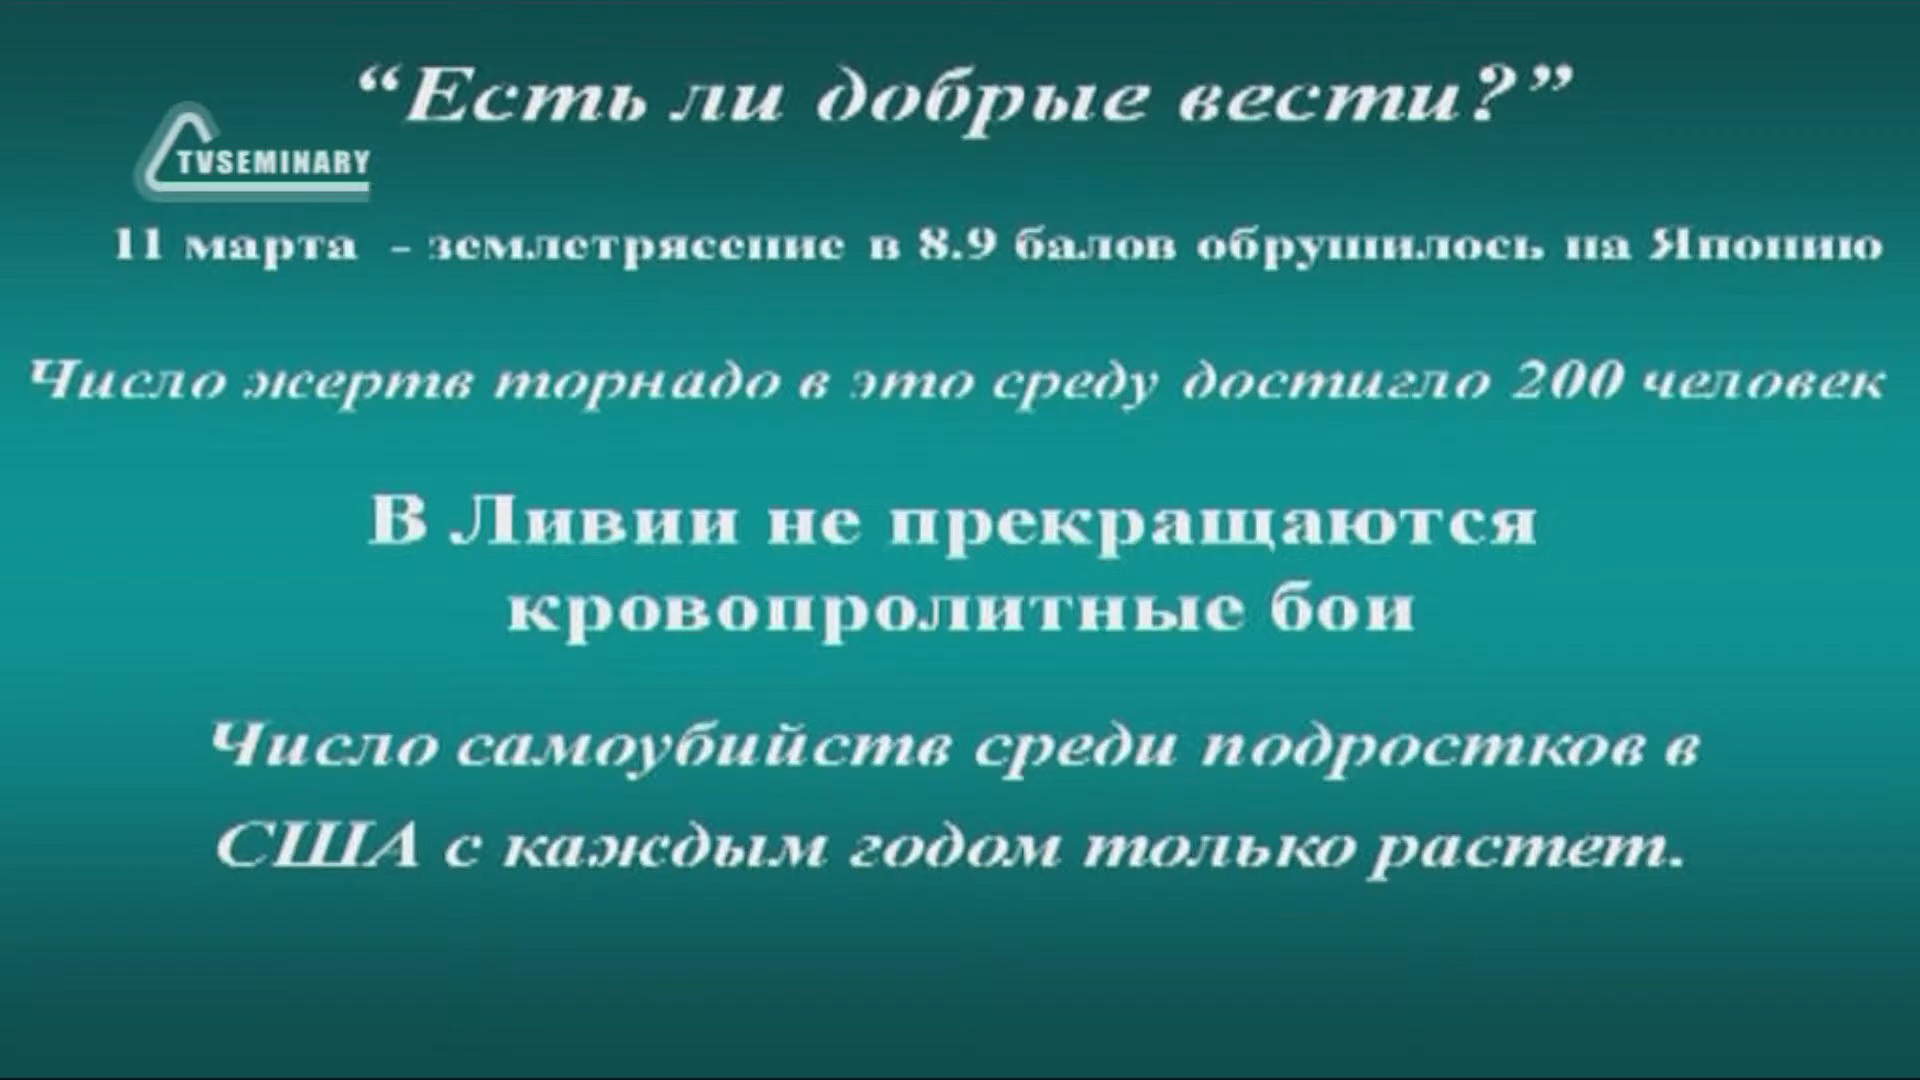 “Есть ли добрые вести?”
TVSEMINARY
11 марта - землетрясение в 8.9 балов обрушилось на Японию
Число жертв торнадо в это среду достигло 200 человек
В Ливии не прекращаются
кровопролитные бои
Число самоубийств среди подростков в
США с каждым годом только растет.